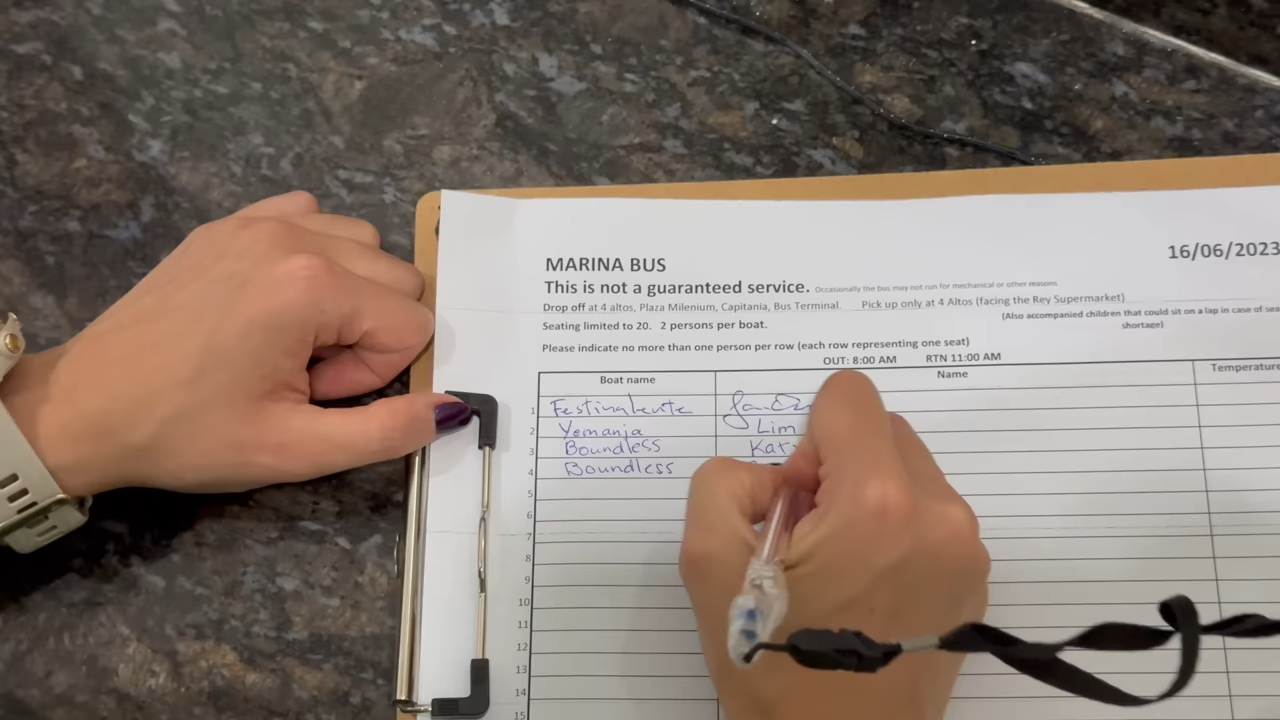 16/06/2023
MARINA BUS
This is not a guaranteed service. Occasionally the bus may not run for mechanical or other reasons
Drop off at 4 altos, Plaza Milenium, Capitania, Bus Terminal. Pick up only at 4 Altos (facing the Rey Supermarket)
(Also accompanied children that could sit on a lap in case of
shortage)
Seating limited to 20. 2 persons per boat.
Please indicate no more than one person per row (each row representing one seat)
OUT: 8:00 AM RTN 11:00 AM
Boat name Name Temperature
1 Festinalente
2 Yemanja Lim
3 Boundless
4 Boundless
5
6
7
8
9
10
11
12
13
14
15